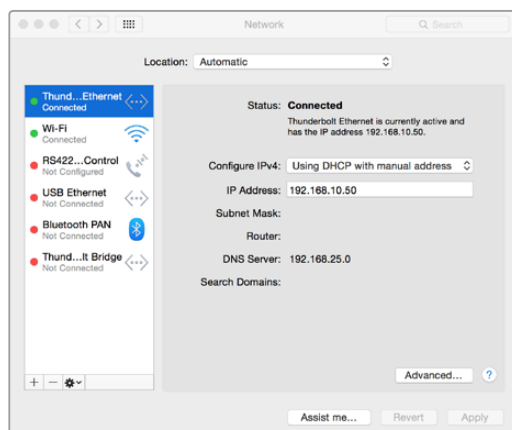 Network
Search
Location: Automatic
Thund...Ethernet
Connected
Wi-Fi
Connected
RS422...Control
Not Configured
USB Ethernet
Not Connected
Bluetooth PAN
Not Connected
Thund...lt Bridge
Not Connected
Status: Connected
Thunderbolt Ethernet is currently active and
has the IP address 192.168.10.50.
Configure IPv4: Using DHCP with manual address
IP Address: 192.168.10.50
Subnet Mask:
Router:
DNS Server: 192.168.25.0
Search Domains:
Advanced... ?
Assist me... Revert Apply